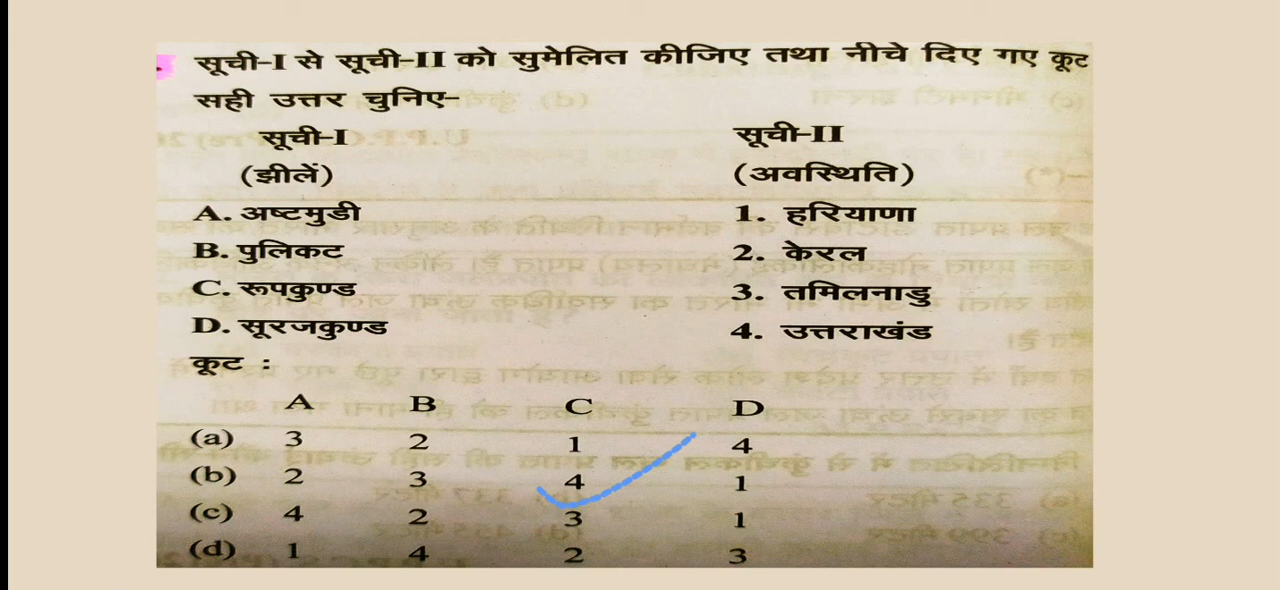 सूची-I से सूची-II को सुमेलित कीजिए तथा नीचे दिए गए कूट
सही उत्तर चुनिए-
सूची-I सूची-II
(झीलें) (अवस्थिति)
A. अष्टमुडी 1. हरियाणा
B. पुलिकट 2. केरल
C. रूपकुण्ड 3. तमिलनाडु
D. सूरजकुण्ड 4. उत्तराखंड
कूट :
A B C D
(a) 3 2 1 4
(b) 2 3 4 1
(c) 4 2 3 1
(d) 1 4 2 3